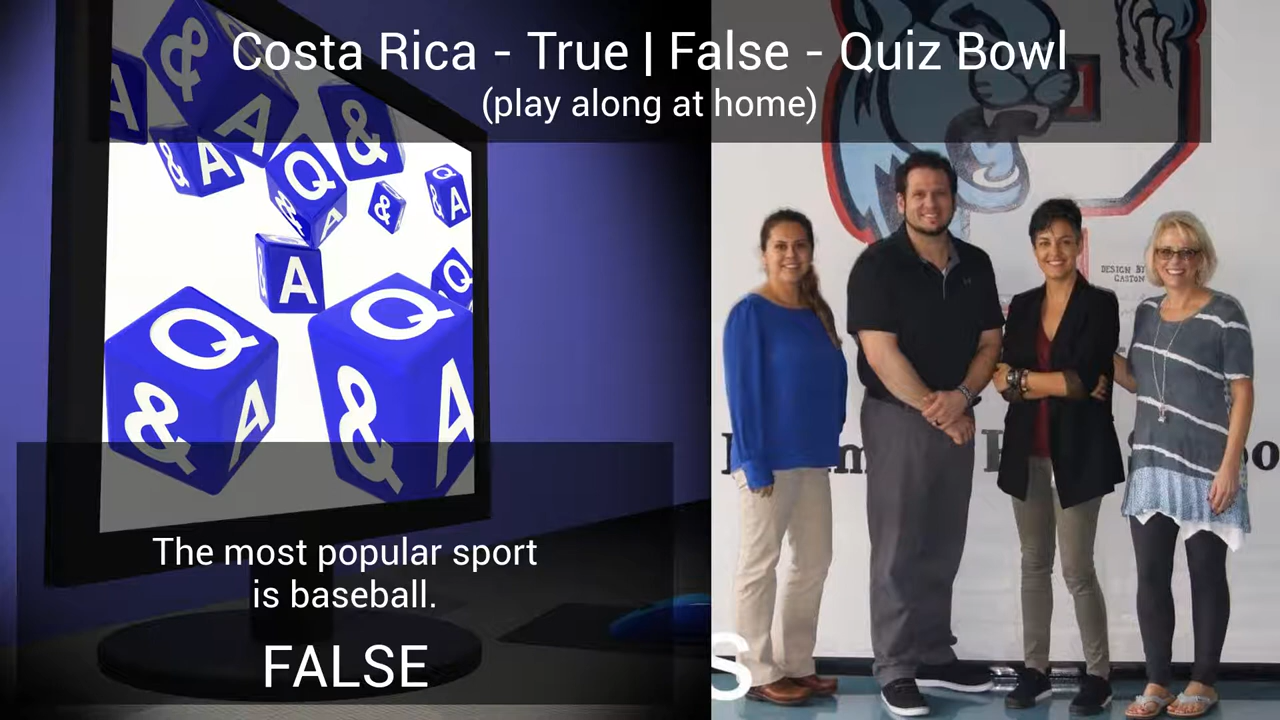 Costa Rica - True | False - Quiz Bowl
(play along at home)
A
&
A
&
A
&
Q
&
A
&
Q
&
A
&
A
Q
Q
&
A
Q
&
A
DESIGN BY
CASTON
The most popular sport
is baseball.
FALSE
S